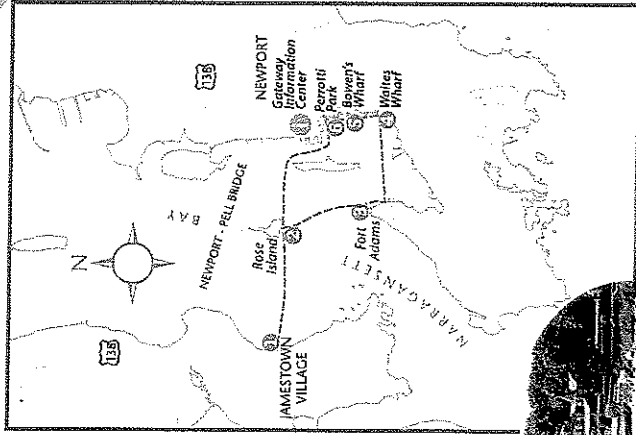 138
NEWPORT
Gateway
Information
Center
Perrotti
Park
Bowen's
Wharf
Waites
Wharf
BAY
NEWPORT - PELL BRIDGE
N
Rose
Island
Fort
Adams
NARRAGANSETT
138
JAMESTOWN
VILLAGE